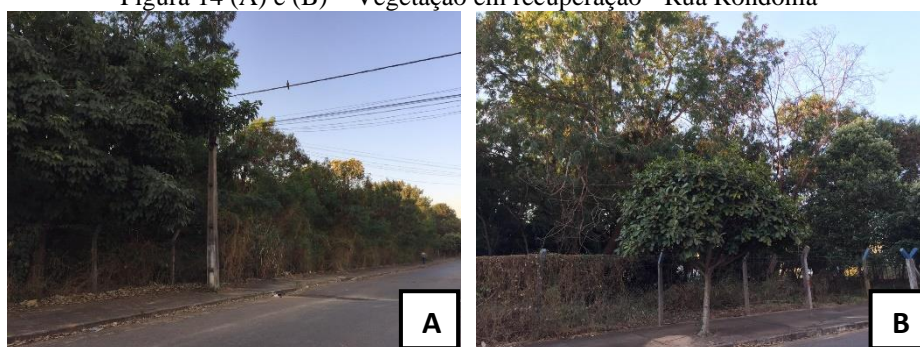 Figura 14 (A) e (B) – Vegetação em recuperação - Rua Rondônia
A
B